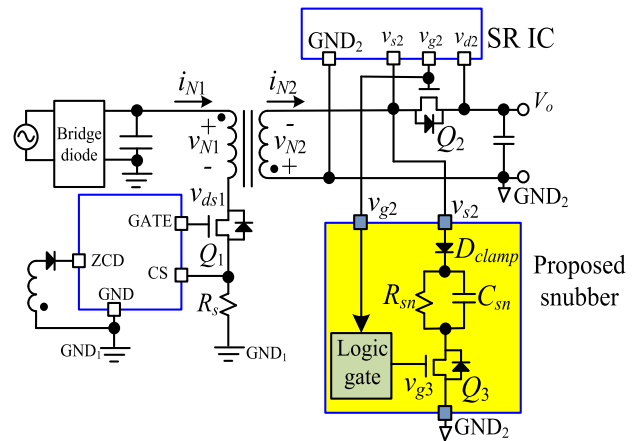 SR IC
GND2
vs2
vg2
vd2
iN1
iN2
Bridge
diode
+
vN1
-
-
vN2
+
Q2
Vo
GND2
vds1
GATE
Q1
ZCD
CS
GND
Rs
GND1
GND1
vg2
vs2
Dclamp
Rsn
Csn
Proposed
snubber
Logic
gate
vg3
Q3
GND2